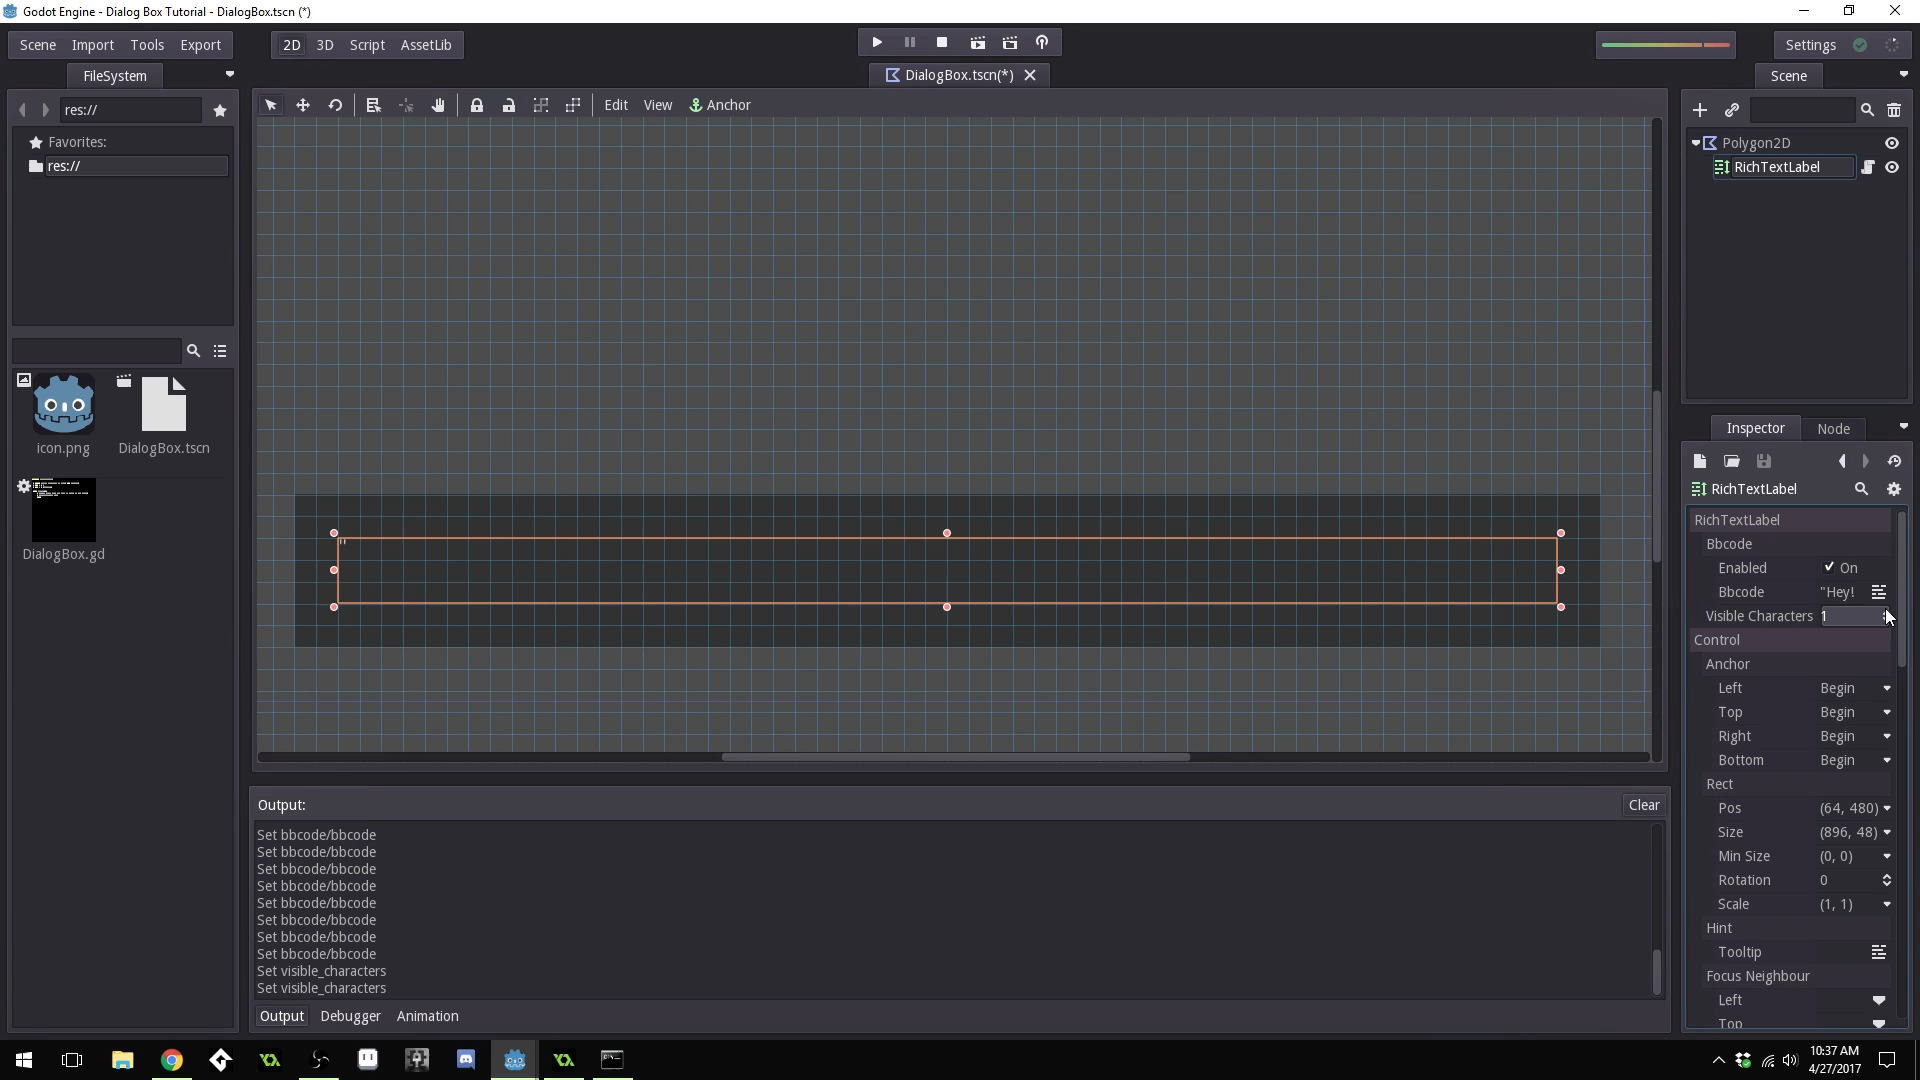 Godot Engine - Dialog Box Tutorial - DialogBox.tscn (*)
Scene Import Tools Export
2D 3D Script AssetLib
Settings
FileSystem
DialogBox.tscn(*)
Scene
res://
Edit View Anchor
Favorites:
res://
Polygon2D
RichTextLabel
icon.png
DialogBox.tscn
DialogBox.gd
"
Inspector Node
RichTextLabel
RichTextLabel
Bbcode
Enabled On
Bbcode "Hey!
Visible Characters 1
Control
Anchor
Left Begin
Top Begin
Right Begin
Bottom Begin
Rect
Pos (64, 480)
Size (896, 48)
Min Size (0, 0)
Rotation 0
Scale (1, 1)
Hint
Tooltip
Focus Neighbour
Left
Top
Output:
Clear
Set bbcode/bbcode
Set bbcode/bbcode
Set bbcode/bbcode
Set bbcode/bbcode
Set bbcode/bbcode
Set bbcode/bbcode
Set bbcode/bbcode
Set bbcode/bbcode
Set visible_characters
Set visible_characters
Output Debugger Animation
10:37 AM
4/27/2017